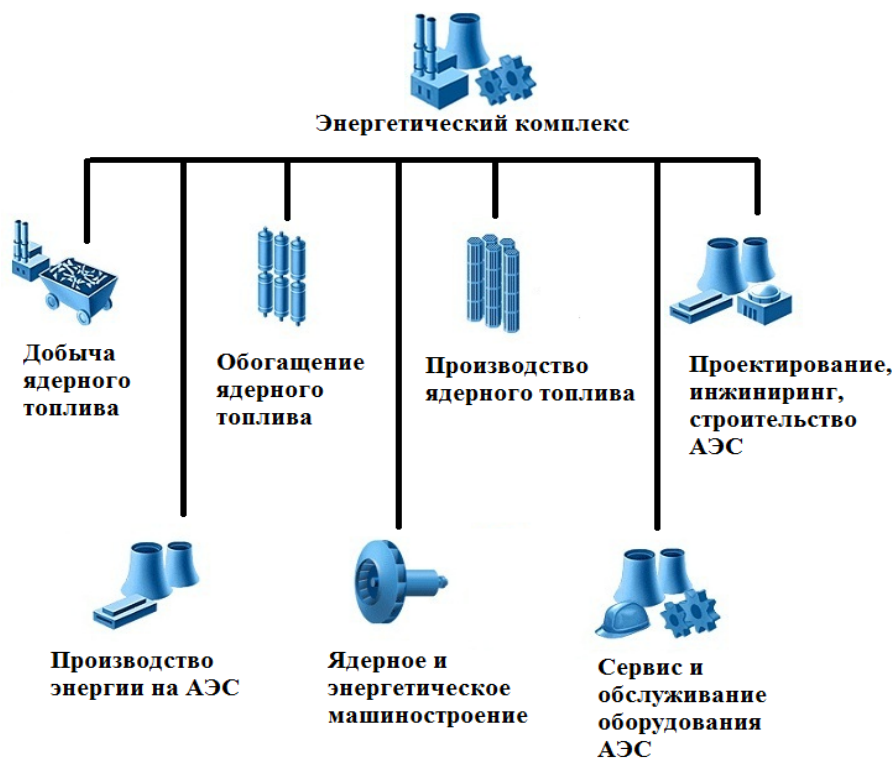 Энергетический комплекс
Добыча
ядерного
топлива
Обогащение
ядерного
топлива
Производство
ядерного топлива
Проектирование,
инжиниринг,
строительство
АЭС
Производство
энергии на АЭС
Ядерное и
энергетическое
машиностроение
Сервис и
обслуживание
оборудования
АЭС